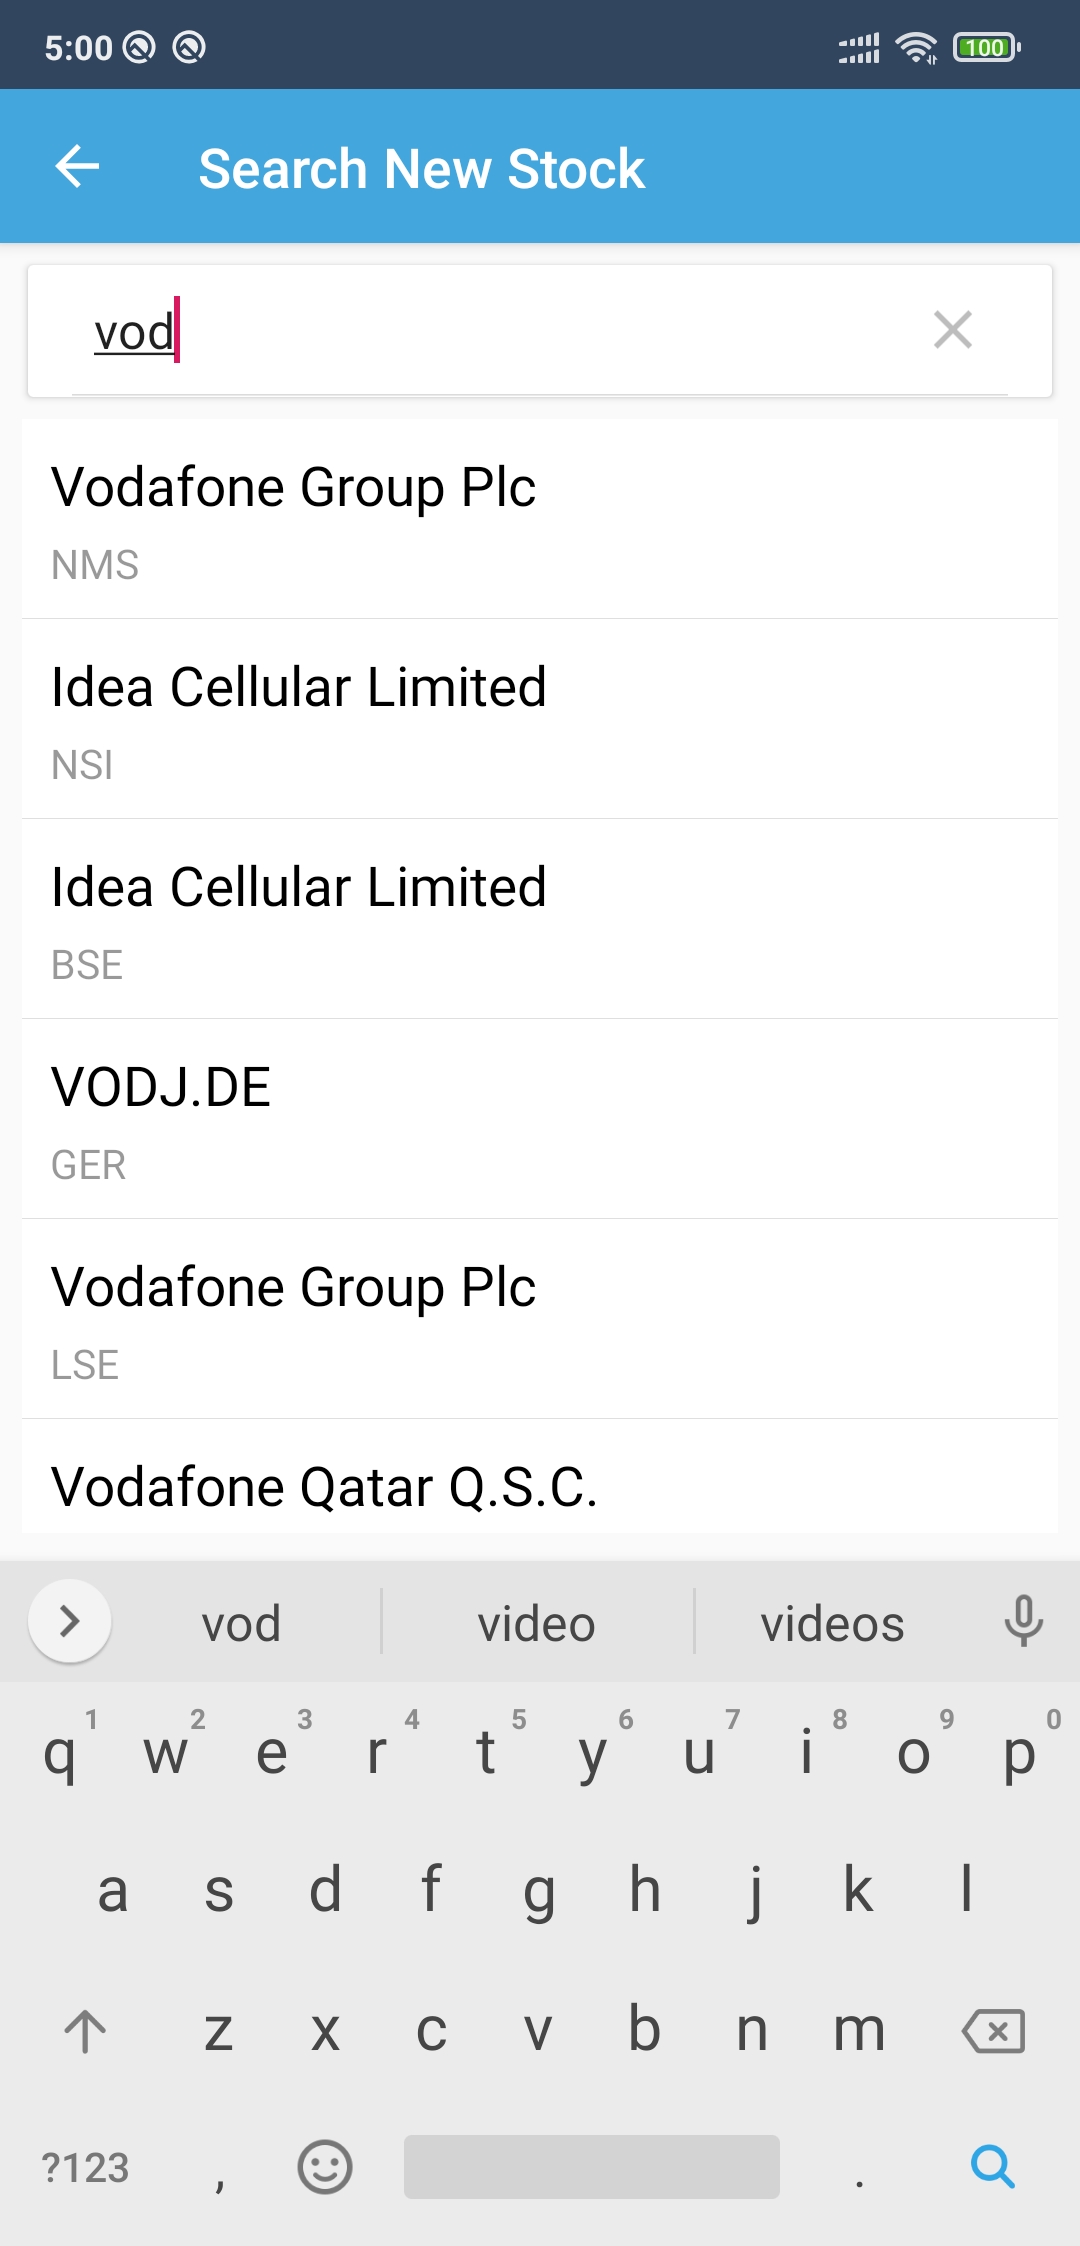 5:00 100
Search New Stock
vod
Vodafone Group Plc
NMS
Idea Cellular Limited
NSI
Idea Cellular Limited
BSE
VODJ.DE
GER
Vodafone Group Plc
LSE
Vodafone Qatar Q.S.C.
vod video videos
1 2 3 4 5 6 7 8 9 0
q w e r t y u i o p
a s d f g h j k l
z x c v b n m
?123 , .